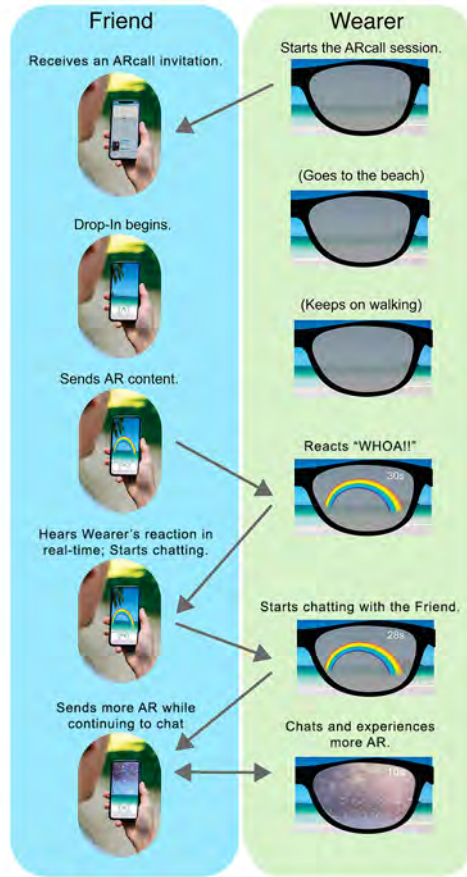 Friend
Wearer
Starts the ARcall session.
Receives an ARcall invitation.
(Goes to the beach)
Drop-In begins.
(Keeps on walking)
Sends AR content.
Reacts “WHOA!!”
30s
Hears Wearer’s reaction in
real-time; Starts chatting.
Starts chatting with the Friend.
28s
Sends more AR while
continuing to chat
Chats and experiences
more AR.
10s